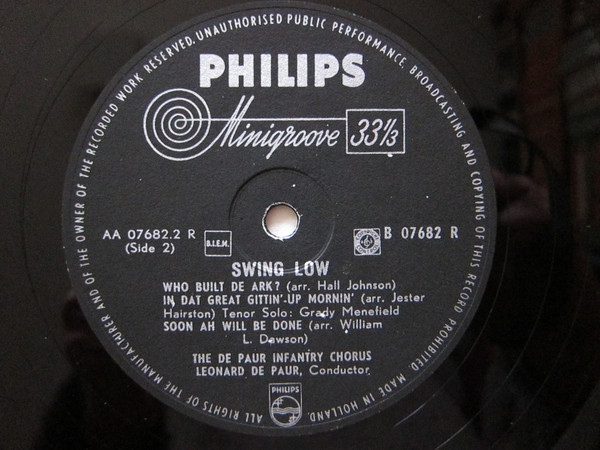 ALL RIGHTS OF THE MANUFACTURER AND OF THE OWNER OF THE RECORDED WORK RESERVED. UNAUTHORISED PUBLIC PERFORMANCE, BROADCASTING AND COPYING OF THIS RECORD PROHIBITED MADE IN HOLLAND.
PHILIPS
Minigroove 33⅓
AA 07682.2 R
(Side 2)
B.I.E.M.
B 07682 R
SWING LOW
WHO BUILT DE ARK? (arr. Hall Johnson)
IN DAT GREAT GITTIN'-UP MORNIN' (arr. Jester
Hairston) Tenor Solo: Grady Menefield
SOON AH WILL BE DONE (arr. William
L. Dawson)
THE DE PAUR INFANTRY CHORUS
LEONARD DE PAUR, Conductor
PHILIPS